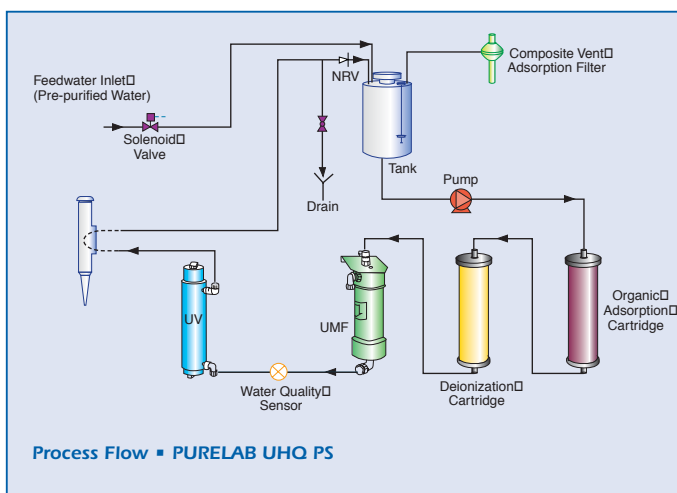 Feedwater Inlet□
(Pre-purified Water)
Solenoid□
Valve
NRV
Drain
Tank
Composite Vent□
Adsorption Filter
Pump
Organic□
Adsorption□
Cartridge
Deionization□
Cartridge
UMF
Water Quality□
Sensor
UV
Process Flow ▪ PURELAB UHQ PS